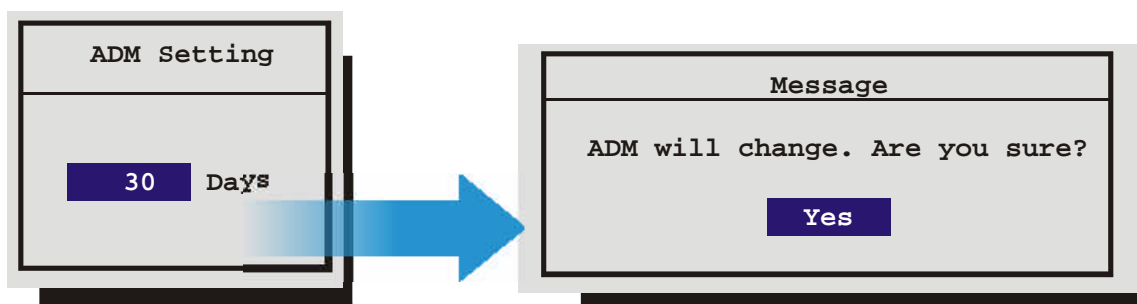 ADM Setting
30 Days
Message
ADM will change. Are you sure?
Yes